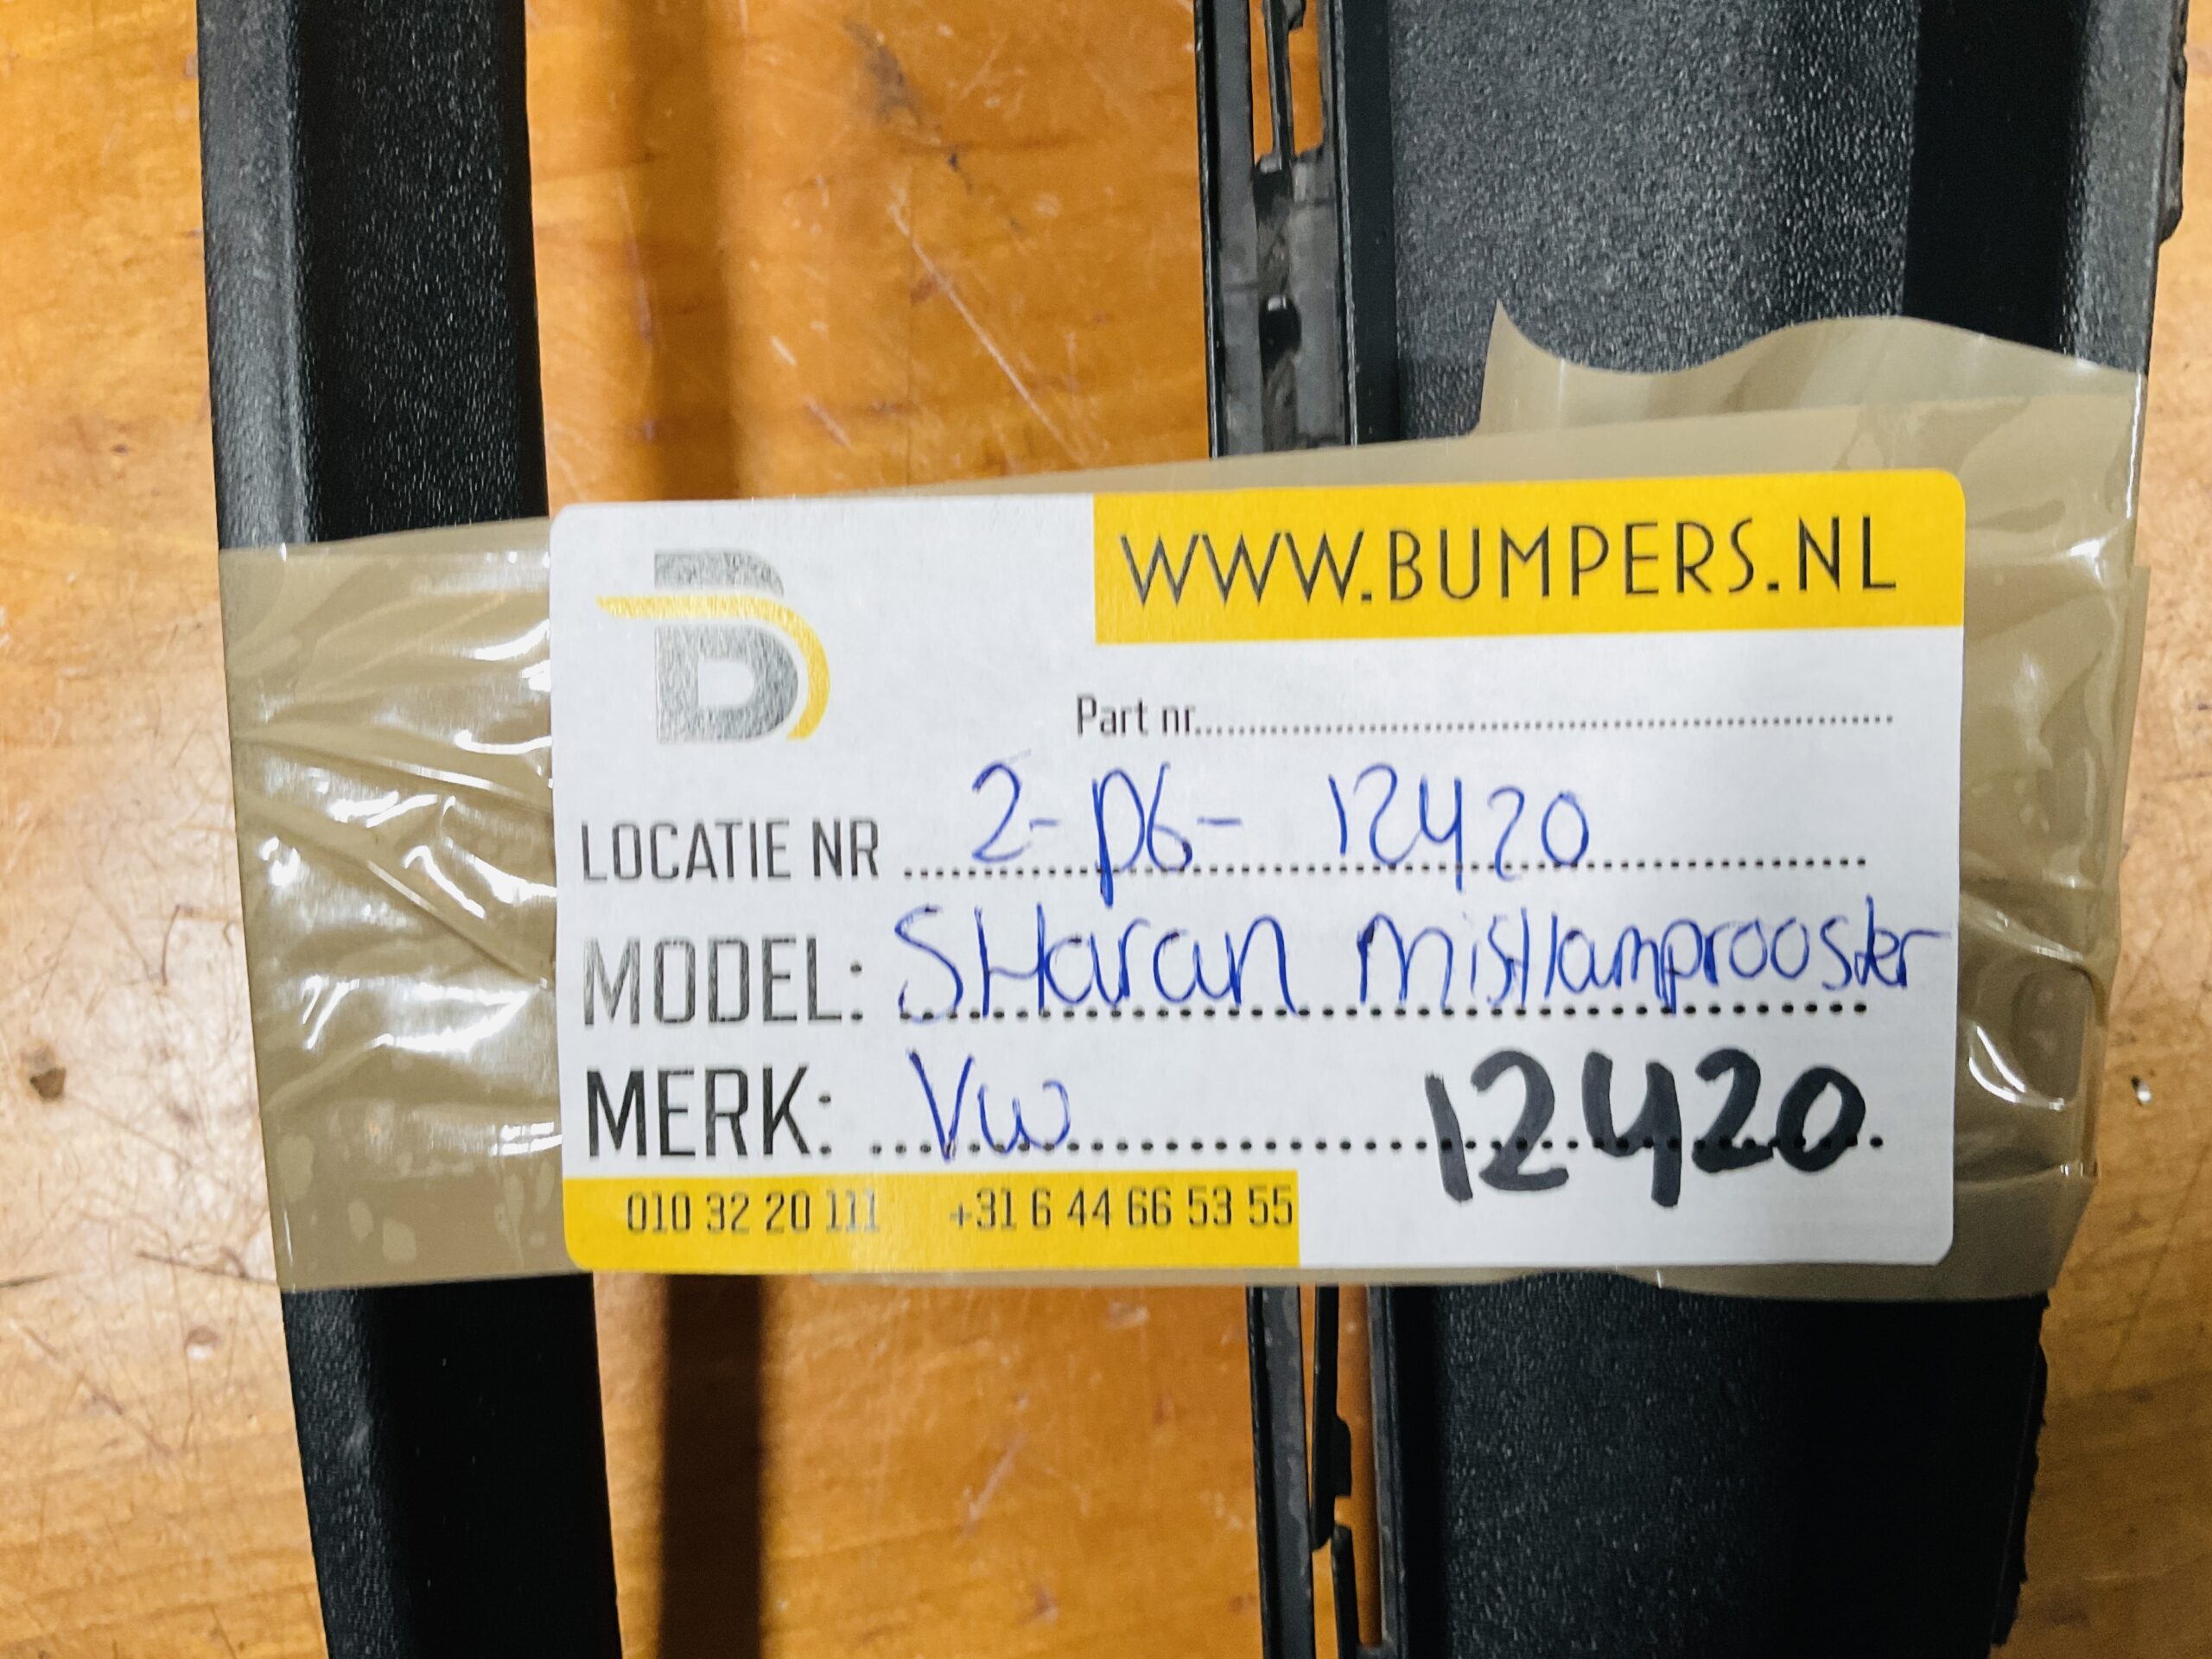 B
WWW.BUMPERS.NL
Part nr......................................................
LOCATIE NR 2-P6- 12420
MODEL: SHaran Mistlamprooster
MERK: VW 12420
010 32 20 111 +31 6 44 66 53 55